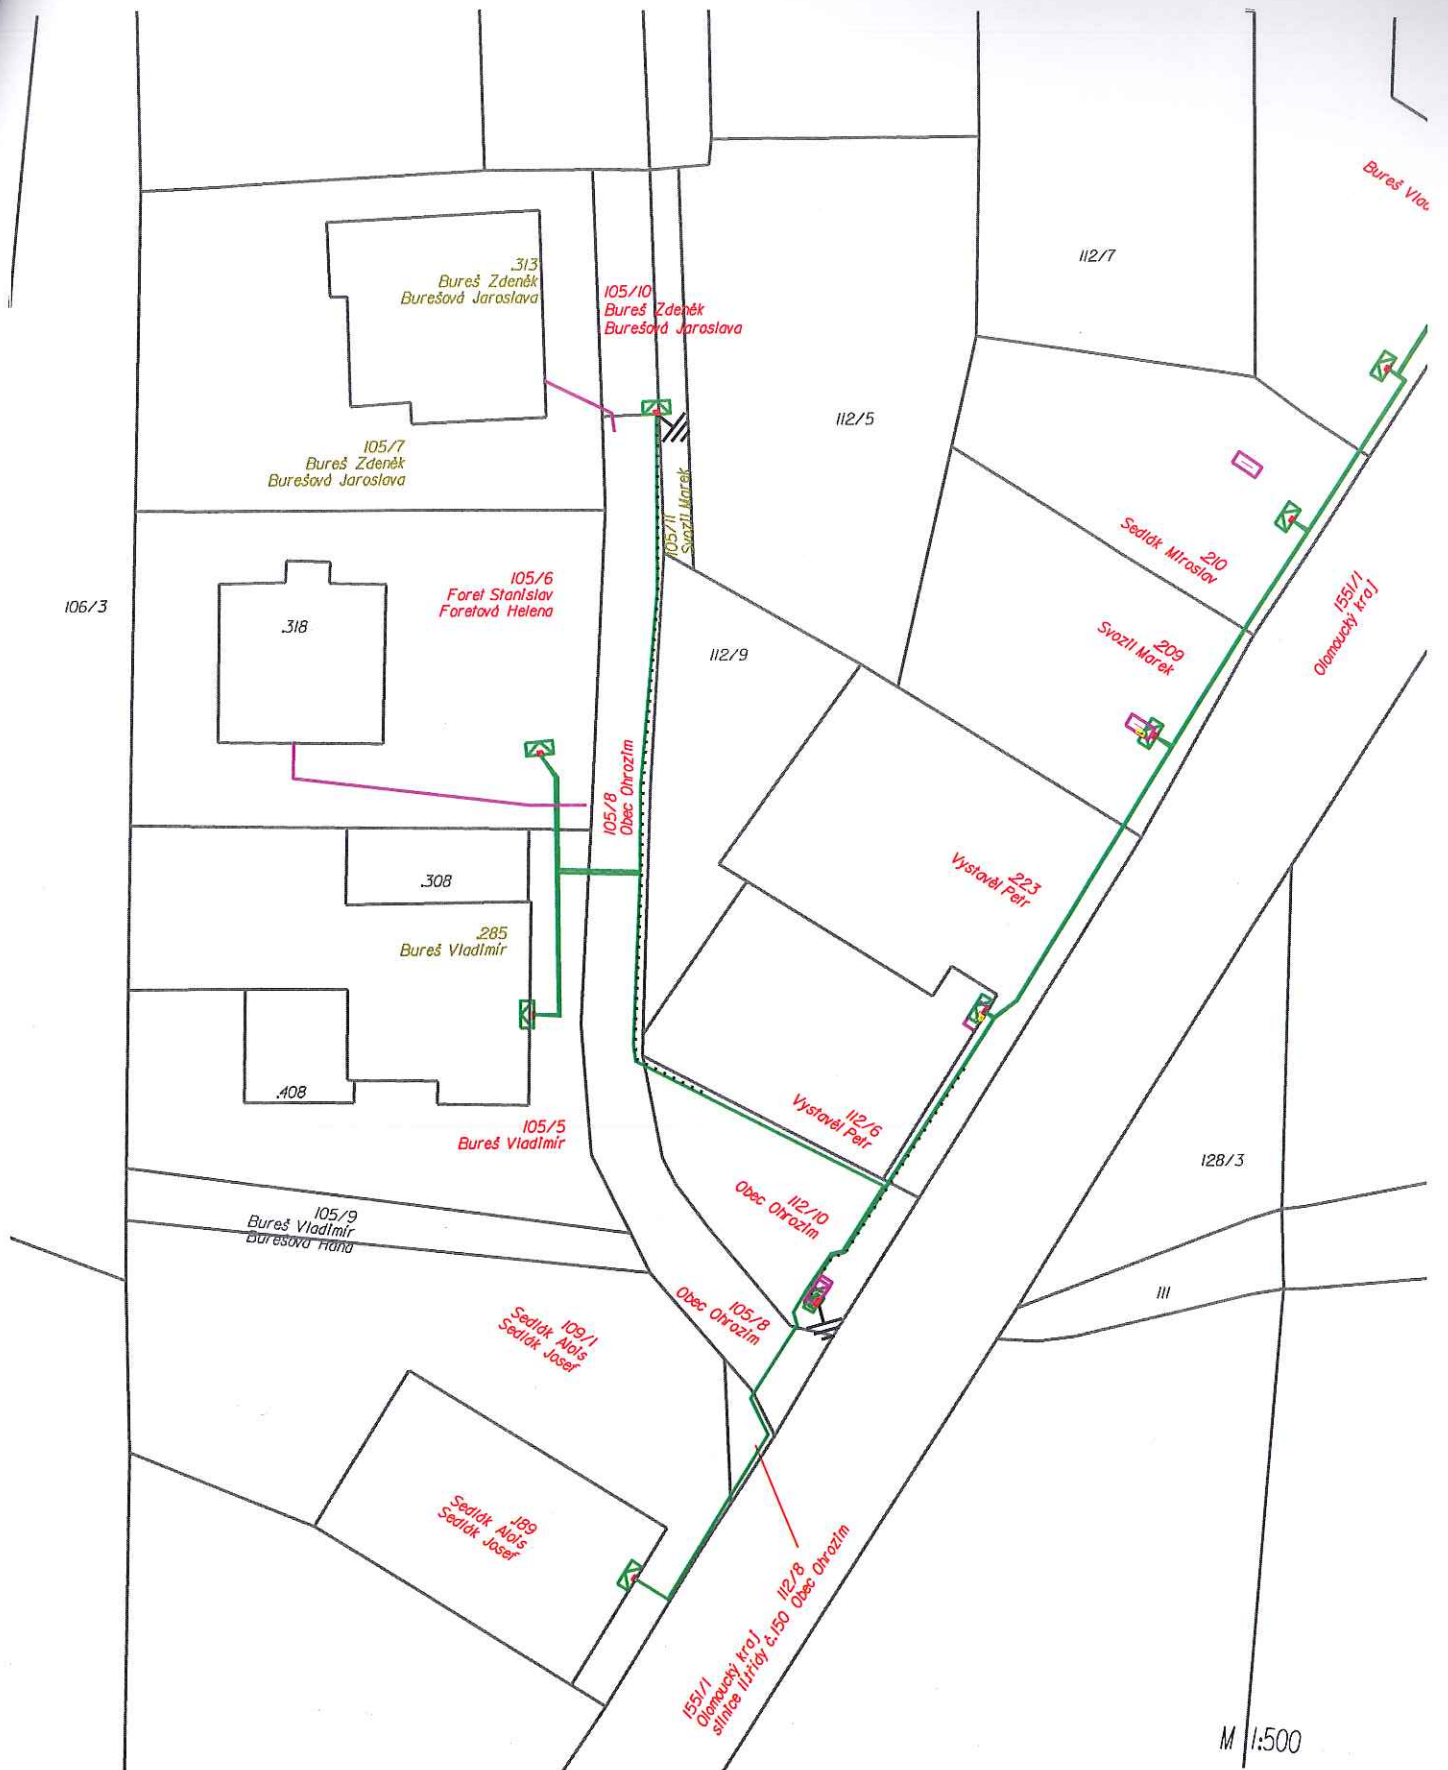 Bureš
112/7
.313
Bureš Zdeněk
Burešová Jaroslava
105/10
Bureš Zdeněk
Burešová Jaroslava
112/5
105/7
Bureš Zdeněk
Burešová Jaroslava
105/11
Svozil Marek
.210
Sedlák Miroslav
1551/1
Olomoucký kraj
105/6
Foret Stanislav
Foretová Helena
106/3
.318
112/9
.209
Svozil Marek
105/8
Obec Ohrozim
.223
Vystavěl Petr
.308
.285
Bureš Vladimír
.408
105/5
Bureš Vladimír
112/6
Vystavěl Petr
128/3
112/10
Obec Ohrozim
105/9
Bureš Vladimír
Burešová Hana
111
105/8
Obec Ohrozim
109/1
Sedlák Alois
Sedlák Josef
.189
Sedlák Alois
Sedlák Josef
112/8
Obec Ohrozim
1551/1
Olomoucký kraj
silnice II.třídy č.150
M 1:500